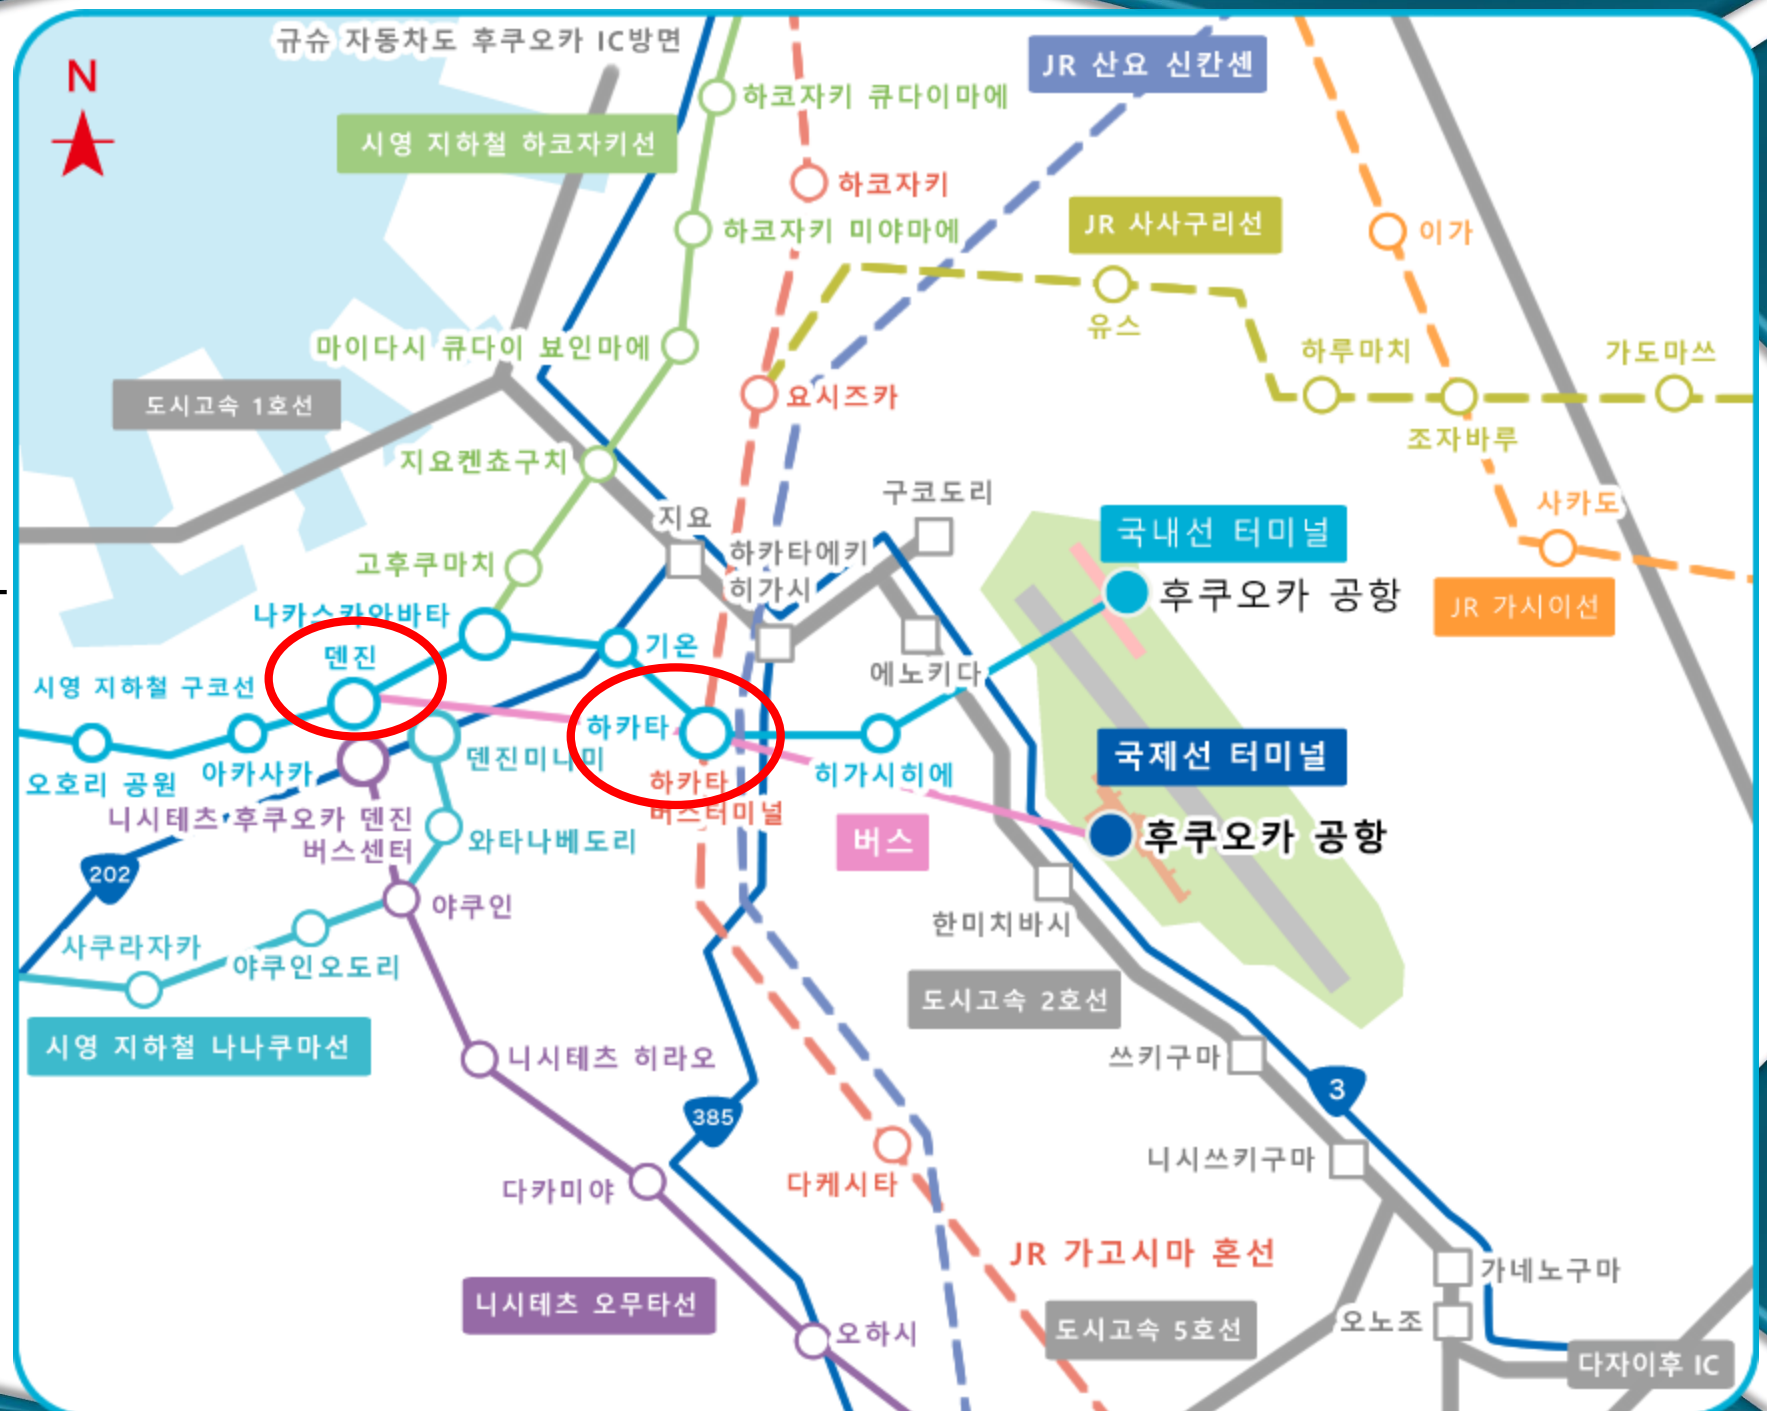 규슈 자동차도 후쿠오카 IC방면
N
JR 산요 신칸센
하코자키 큐다이마에
시영 지하철 하코자키선
하코자키
하코자키 미야마에
JR 사사구리선
이가
유스
마이다시 큐다이 뵤인마에
하루마치
가도마쓰
도시고속 1호선
요시즈카
조자바루
지요켄쵸구치
구코도리
사카도
지요
국내선 터미널
하카타에키
히가시
고후쿠마치
후쿠오카 공항
JR 가시이선
나카스카와바타
기온
덴진
에노키다
시영 지하철 구코선
하카타
국제선 터미널
덴진미나미
오호리 공원
아카사카
히가시히에
하카타
버스터미널
니시테츠 후쿠오카 덴진
버스센터
와타나베도리
버스
후쿠오카 공항
202
야쿠인
한미치바시
사쿠라자카
야쿠인오도리
도시고속 2호선
시영 지하철 나나쿠마선
니시테츠 히라오
쓰키구마
3
385
니시쓰키구마
다카미야
다케시타
JR 가고시마 혼선
가네노구마
니시테츠 오무타선
도시고속 5호선
오노조
오하시
다자이후 IC